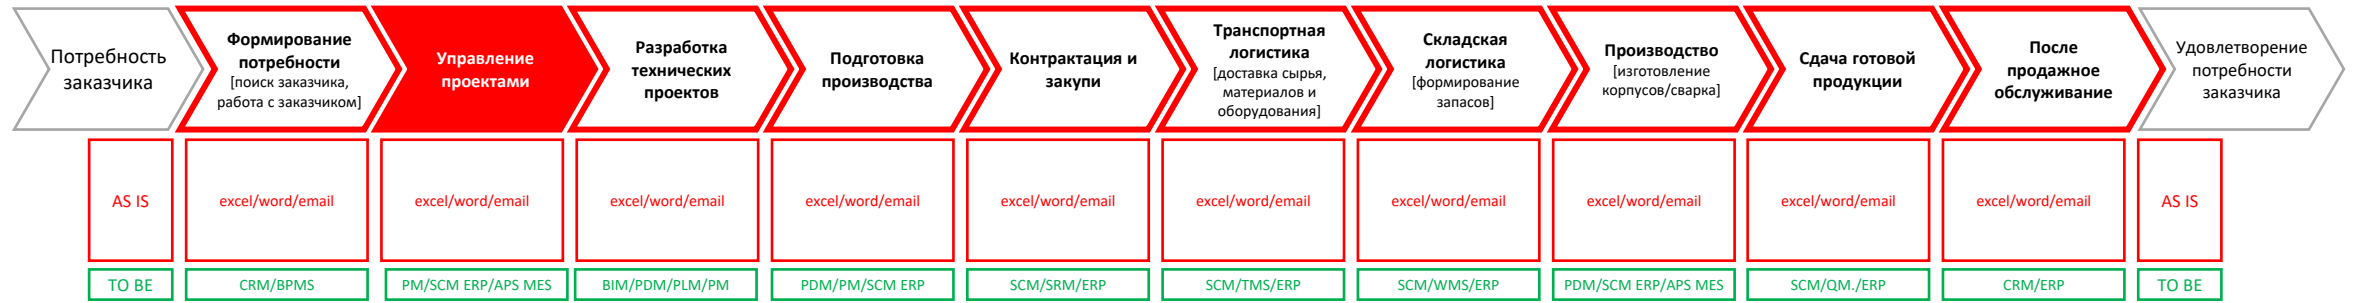 Потребность
заказчика
Формирование
потребности
[поиск заказчика,
работа с заказчиком]
Управление
проектами
Разработка
технических
проектов
Подготовка
производства
Контрактация и
закупи
Транспортная
логистика
[доставка сырья,
материалов и
оборудования]
Складская
логистика
[формирование
запасов]
Производство
[изготовление
корпусов/сварка]
Сдача готовой
продукции
После
продажное
обслуживание
Удовлетворение
потребности
заказчика
AS IS
excel/word/email
excel/word/email
excel/word/email
excel/word/email
excel/word/email
excel/word/email
excel/word/email
excel/word/email
excel/word/email
excel/word/email
AS IS
TO BE
CRM/BPMS
PM/SCM ERP/APS MES
BIM/PDM/PLM/PM
PDM/PM/SCM ERP
SCM/SRM/ERP
SCM/TMS/ERP
SCM/WMS/ERP
PDM/SCM ERP/APS MES
SCM/QM./ERP
CRM/ERP
TO BE